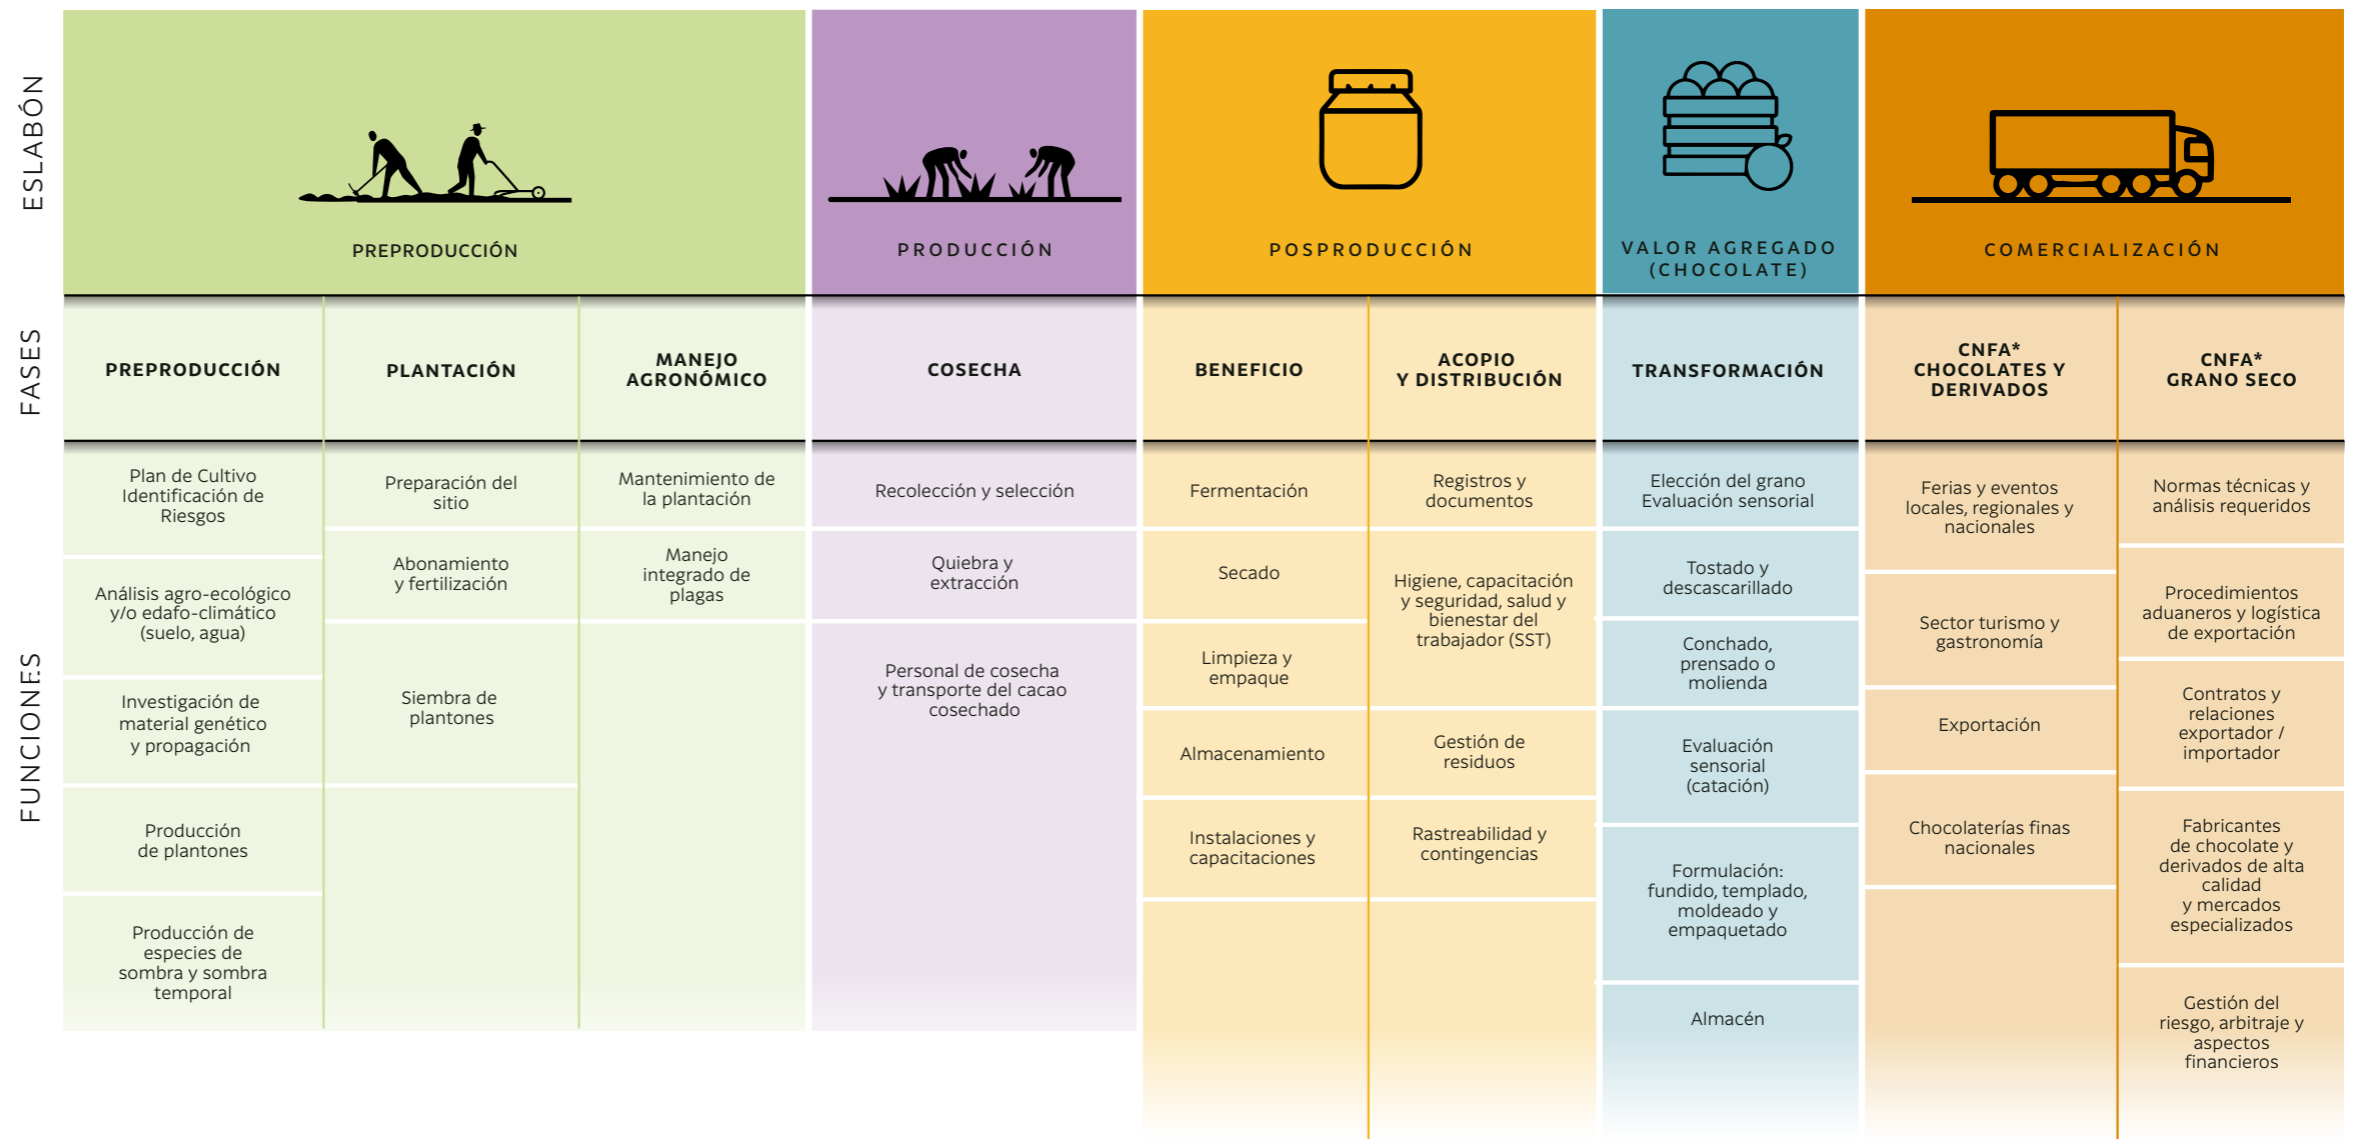 ESLABÓN
PREPRODUCCIÓN
PRODUCCIÓN
POSPRODUCCIÓN
VALOR AGREGADO
(CHOCOLATE)
COMERCIALIZACIÓN
FASES
PREPRODUCCIÓN
PLANTACIÓN
MANEJO
AGRONÓMICO
COSECHA
BENEFICIO
ACOPIO
Y DISTRIBUCIÓN
TRANSFORMACIÓN
CNFA*
CHOCOLATES Y
DERIVADOS
CNFA*
GRANO SECO
FUNCIONES
Plan de Cultivo
Identificación de
Riesgos
Análisis agro-ecológico
y/o edafo-climático
(suelo, agua)
Investigación de
material genético
y propagación
Producción
de plantones
Producción de
especies de
sombra y sombra
temporal
Preparación del
sitio
Abonamiento
y fertilización
Siembra de
plantones
Mantenimiento de
la plantación
Manejo
integrado de
plagas
Recolección y selección
Quiebra y
extracción
Personal de cosecha
y transporte del cacao
cosechado
Fermentación
Secado
Limpieza y
empaque
Almacenamiento
Instalaciones y
capacitaciones
Registros y
documentos
Higiene, capacitación
y seguridad, salud y
bienestar del
trabajador (SST)
Gestión de
residuos
Rastreabilidad y
contingencias
Elección del grano
Evaluación sensorial
Tostado y
descascarillado
Conchado,
prensado o
molienda
Evaluación
sensorial
(catación)
Formulación:
fundido, templado,
moldeado y
empaquetado
Almacén
Ferias y eventos
locales, regionales y
nacionales
Sector turismo y
gastronomía
Exportación
Chocolaterías finas
nacionales
Normas técnicas y
análisis requeridos
Procedimientos
aduaneros y logística
de exportación
Contratos y
relaciones
exportador /
importador
Fabricantes
de chocolate y
derivados de alta
calidad
y mercados
especializados
Gestión del
riesgo, arbitraje y
aspectos
financieros